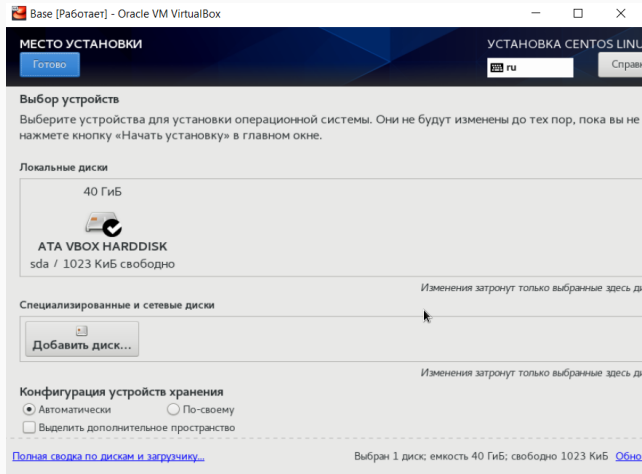 Base [Работает] - Oracle VM VirtualBox
МЕСТО УСТАНОВКИ
УСТАНОВКА CENTOS LINU
Готово
ru
Справк
Выбор устройств
Выберите устройства для установки операционной системы. Они не будут изменены до тех пор, пока вы не
нажмете кнопку «Начать установку» в главном окне.
Локальные диски
40 ГиБ
ATA VBOX HARDDISK
sda / 1023 КиБ свободно
Изменения затронут только выбранные здесь ди
Специализированные и сетевые диски
Добавить диск...
Изменения затронут только выбранные здесь ди
Конфигурация устройств хранения
Автоматически По-своему
Выделить дополнительное пространство
Полная сводка по дискам и загрузчику...
Выбран 1 диск; емкость 40 ГиБ; свободно 1023 КиБ Обно